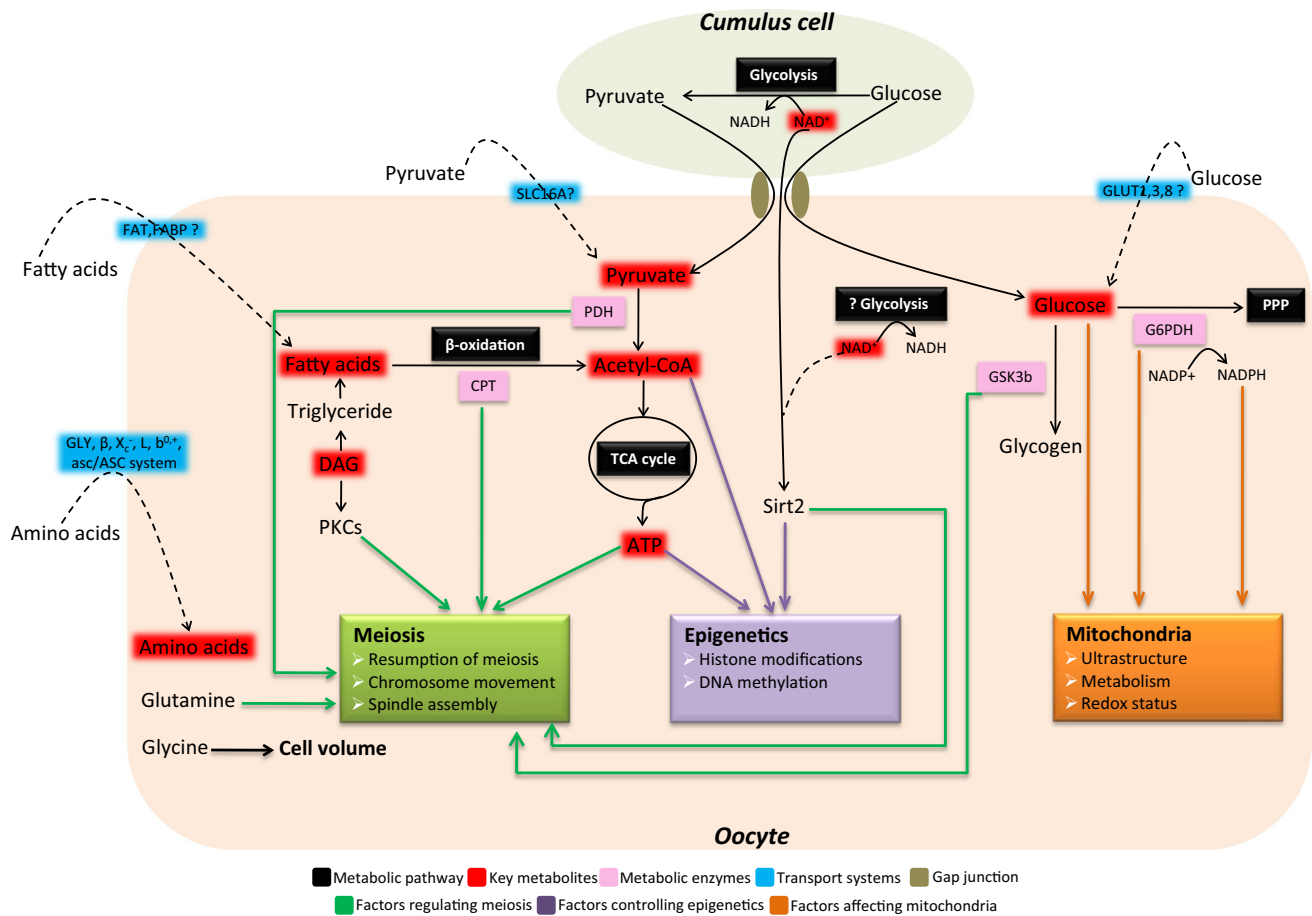 Cumulus cell
Glycolysis
Pyruvate
Glucose
NADH
NAD⁺
Pyruvate
SLC16A?
Glucose
GLUT1,3,8 ?
FAT,FABP ?
Fatty acids
Pyruvate
PDH
? Glycolysis
NAD⁺
NADH
Glucose
PPP
G6PDH
NADP+
NADPH
β-oxidation
Fatty acids
Acetyl-CoA
CPT
GSK3b
Triglyceride
Glycogen
GLY, β, Xc⁻, L, b⁰,⁺,
asc/ASC system
DAG
TCA cycle
Amino acids
PKCs
Sirt2
ATP
Amino acids
Meiosis
➢ Resumption of meiosis
➢ Chromosome movement
➢ Spindle assembly
Epigenetics
➢ Histone modifications
➢ DNA methylation
Mitochondria
➢ Ultrastructure
➢ Metabolism
➢ Redox status
Glutamine
Glycine
Cell volume
Oocyte
Metabolic pathway Key metabolites Metabolic enzymes Transport systems Gap junction
Factors regulating meiosis Factors controlling epigenetics Factors affecting mitochondria